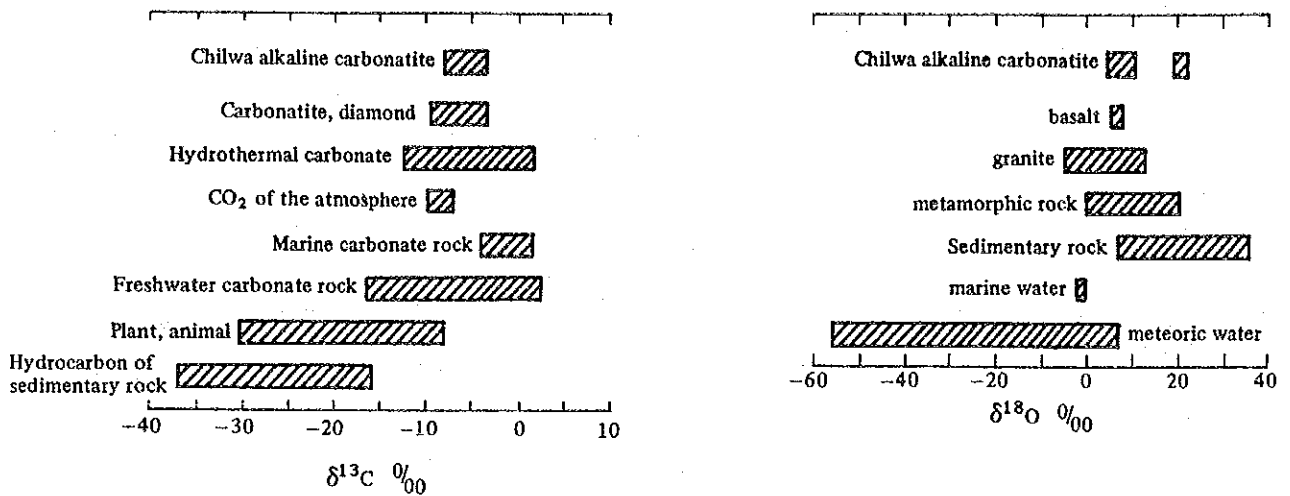 Chilwa alkaline carbonatite
Carbonatite, diamond
Hydrothermal carbonate
CO₂ of the atmosphere
Marine carbonate rock
Freshwater carbonate rock
Plant, animal
Hydrocarbon of
sedimentary rock
−40 −30 −20 −10 0 10
δ¹³C ‰
Chilwa alkaline carbonatite
basalt
granite
metamorphic rock
Sedimentary rock
marine water
meteoric water
−60 −40 −20 0 20 40
δ¹⁸O ‰